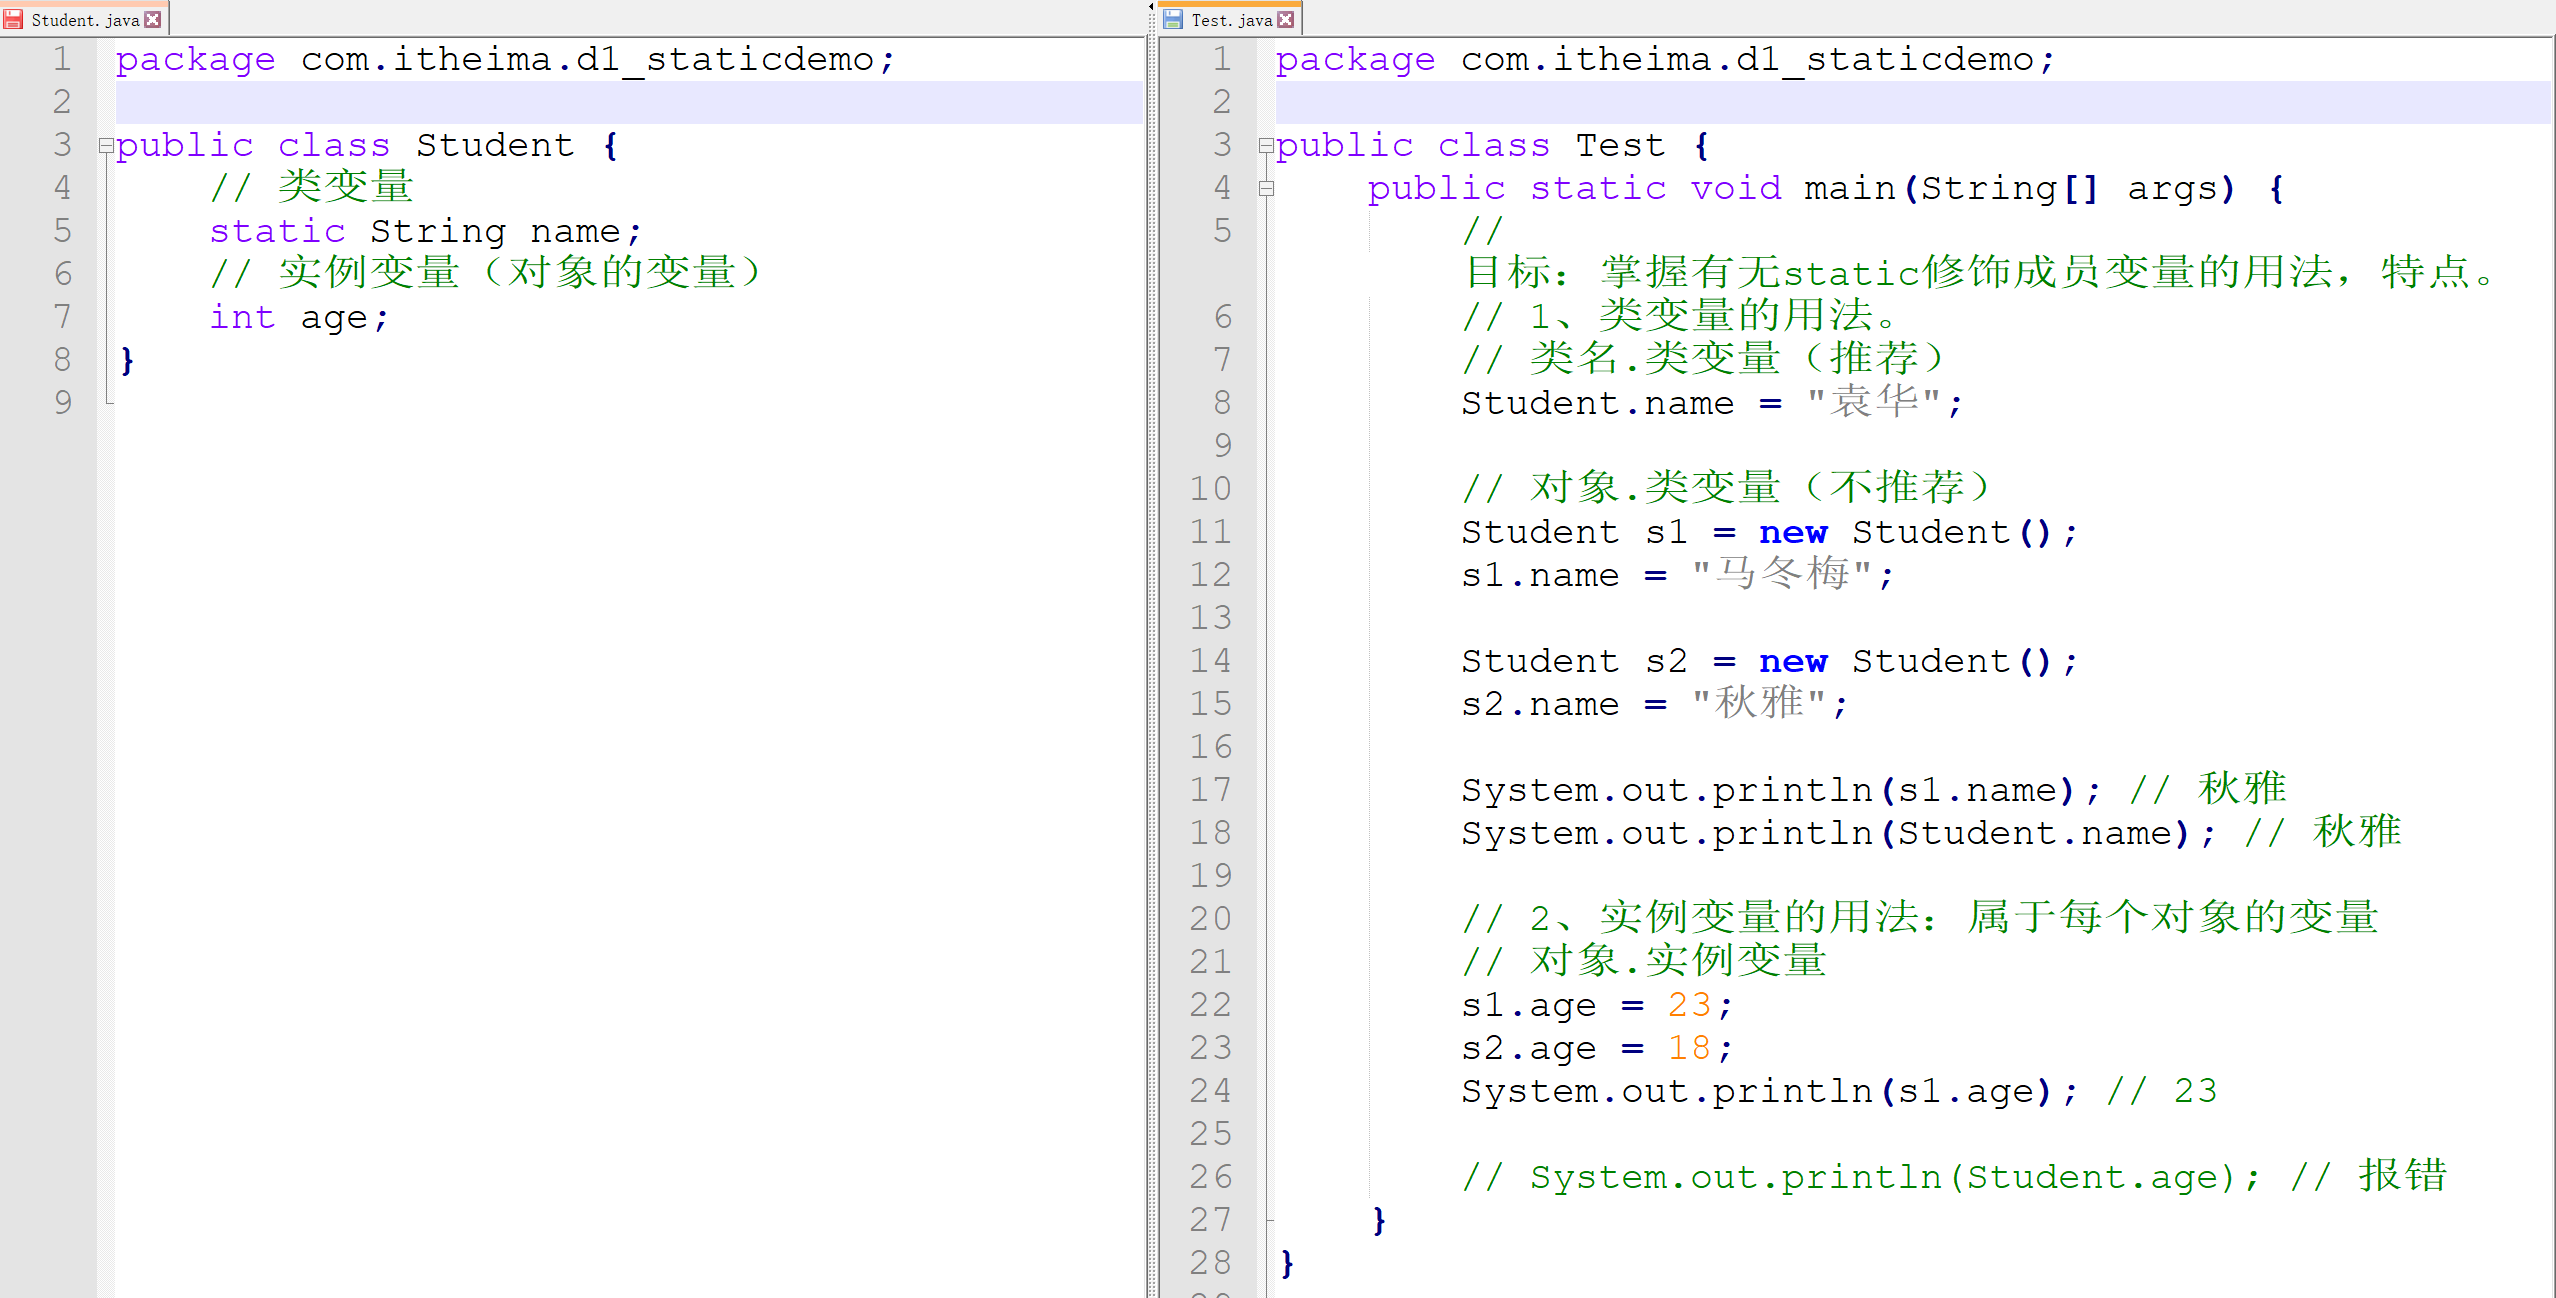 Student.java
1 package com.itheima.d1_staticdemo;
2
3 public class Student {
4     // 类变量
5     static String name;
6     // 实例变量（对象的变量）
7     int age;
8 }
9
Test.java
1 package com.itheima.d1_staticdemo;
2
3 public class Test {
4     public static void main(String[] args) {
5         //
目标：掌握有无static修饰成员变量的用法，特点。
6         // 1、类变量的用法。
7         // 类名.类变量（推荐）
8         Student.name = "袁华";
9
10         // 对象.类变量（不推荐）
11         Student s1 = new Student();
12         s1.name = "马冬梅";
13
14         Student s2 = new Student();
15         s2.name = "秋雅";
16
17         System.out.println(s1.name); // 秋雅
18         System.out.println(Student.name); // 秋雅
19
20         // 2、实例变量的用法：属于每个对象的变量
21         // 对象.实例变量
22         s1.age = 23;
23         s2.age = 18;
24         System.out.println(s1.age); // 23
25
26         // System.out.println(Student.age); // 报错
27     }
28 }